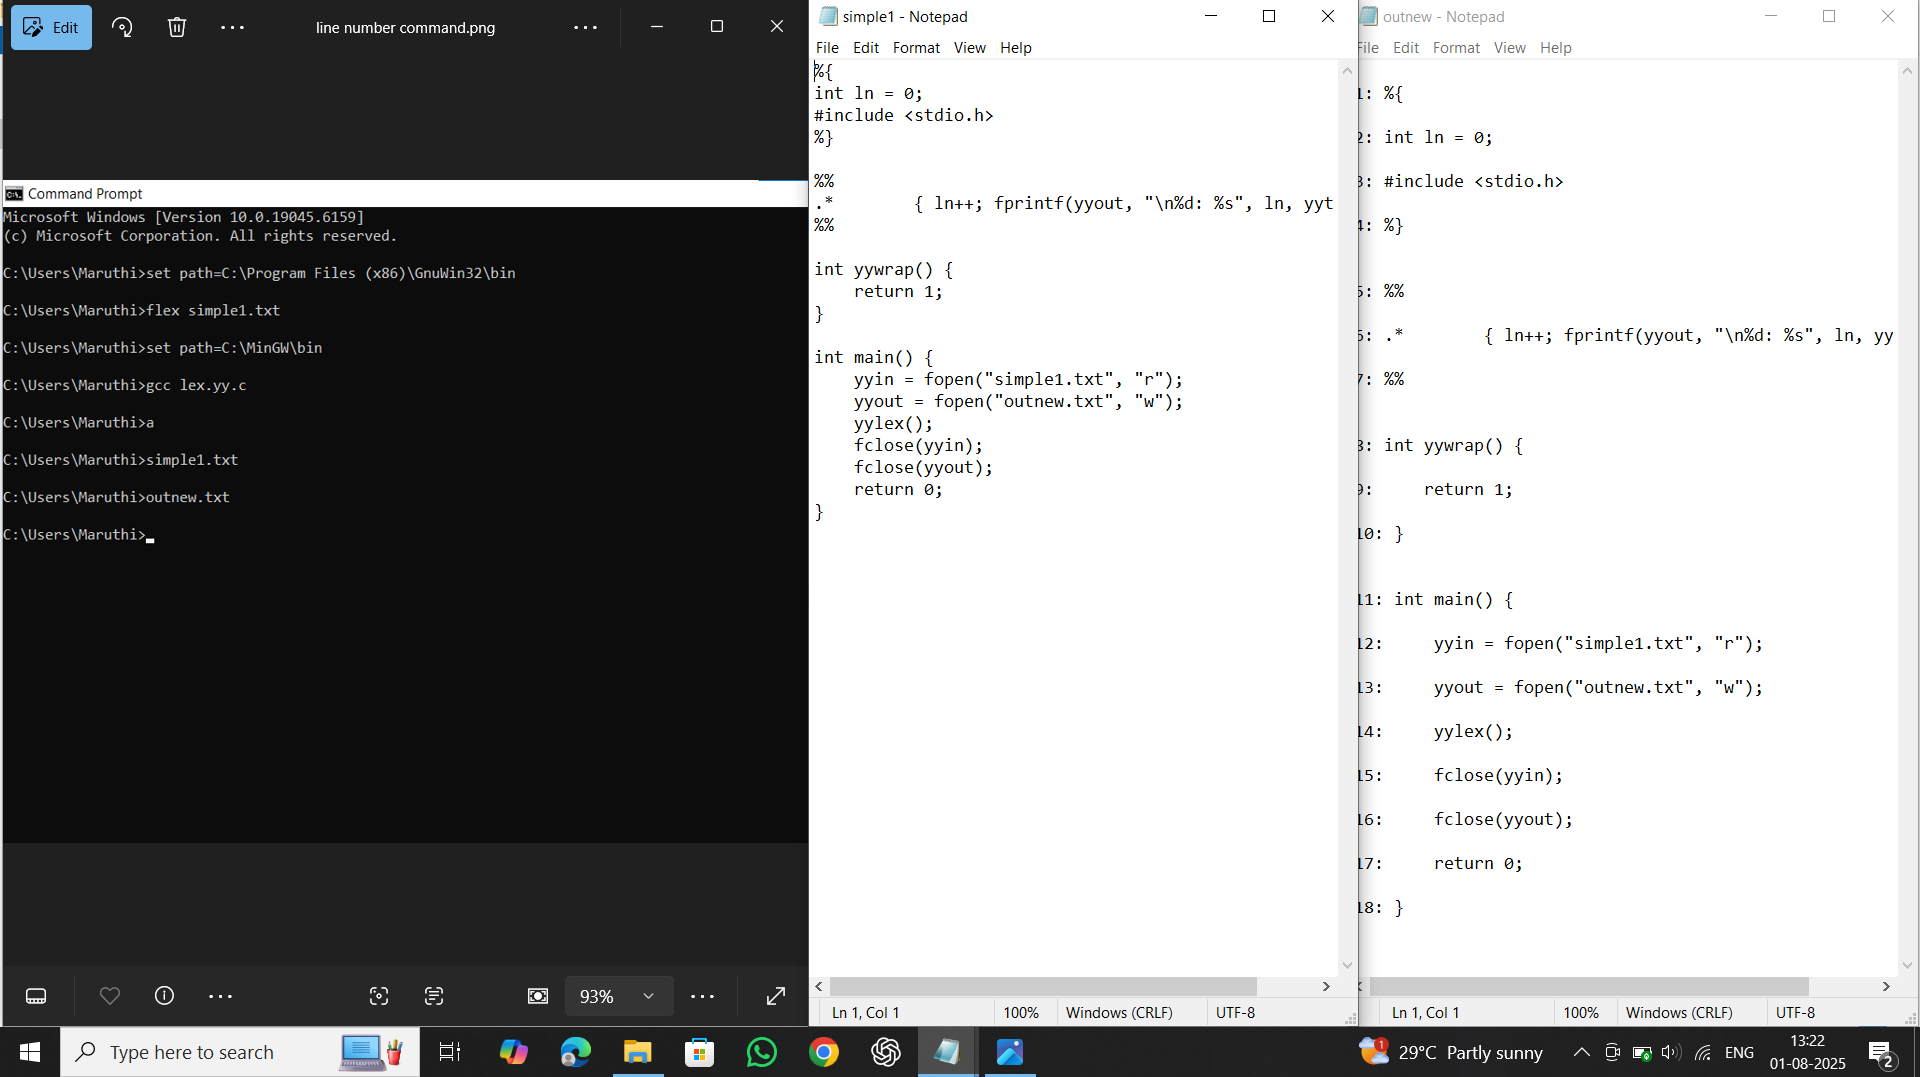 Edit
line number command.png
Command Prompt
Microsoft Windows [Version 10.0.19045.6159]
(c) Microsoft Corporation. All rights reserved.
C:\Users\Maruthi>set path=C:\Program Files (x86)\GnuWin32\bin
C:\Users\Maruthi>flex simple1.txt
C:\Users\Maruthi>set path=C:\MinGW\bin
C:\Users\Maruthi>gcc lex.yy.c
C:\Users\Maruthi>a
C:\Users\Maruthi>simple1.txt
C:\Users\Maruthi>outnew.txt
C:\Users\Maruthi>
93%
simple1 - Notepad
File Edit Format View Help
%{
int ln = 0;
#include <stdio.h>
%}
%%
.*        { ln++; fprintf(yyout, "\n%d: %s", ln, yyt
%%
int yywrap() {
    return 1;
}
int main() {
    yyin = fopen("simple1.txt", "r");
    yyout = fopen("outnew.txt", "w");
    yylex();
    fclose(yyin);
    fclose(yyout);
    return 0;
}
Ln 1, Col 1 100% Windows (CRLF) UTF-8
outnew - Notepad
File Edit Format View Help
1: %{
2: int ln = 0;
3: #include <stdio.h>
4: %}
5: %%
6: .*        { ln++; fprintf(yyout, "\n%d: %s", ln, yy
7: %%
8: int yywrap() {
9:     return 1;
10: }
11: int main() {
12:     yyin = fopen("simple1.txt", "r");
13:     yyout = fopen("outnew.txt", "w");
14:     yylex();
15:     fclose(yyin);
16:     fclose(yyout);
17:     return 0;
18: }
Ln 1, Col 1 100% Windows (CRLF) UTF-8
Type here to search
1
29°C Partly sunny
ENG
13:22
01-08-2025
2